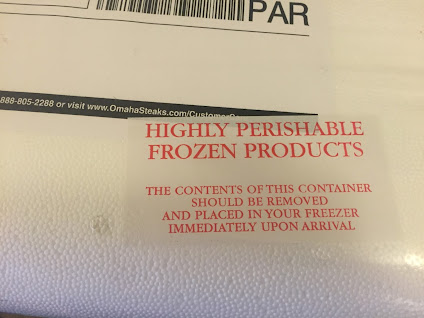 PAR
888-805-2288 or visit www.OmahaSteaks.com/
HIGHLY PERISHABLE
FROZEN PRODUCTS
THE CONTENTS OF THIS CONTAINER
SHOULD BE REMOVED
AND PLACED IN YOUR FREEZER
IMMEDIATELY UPON ARRIVAL